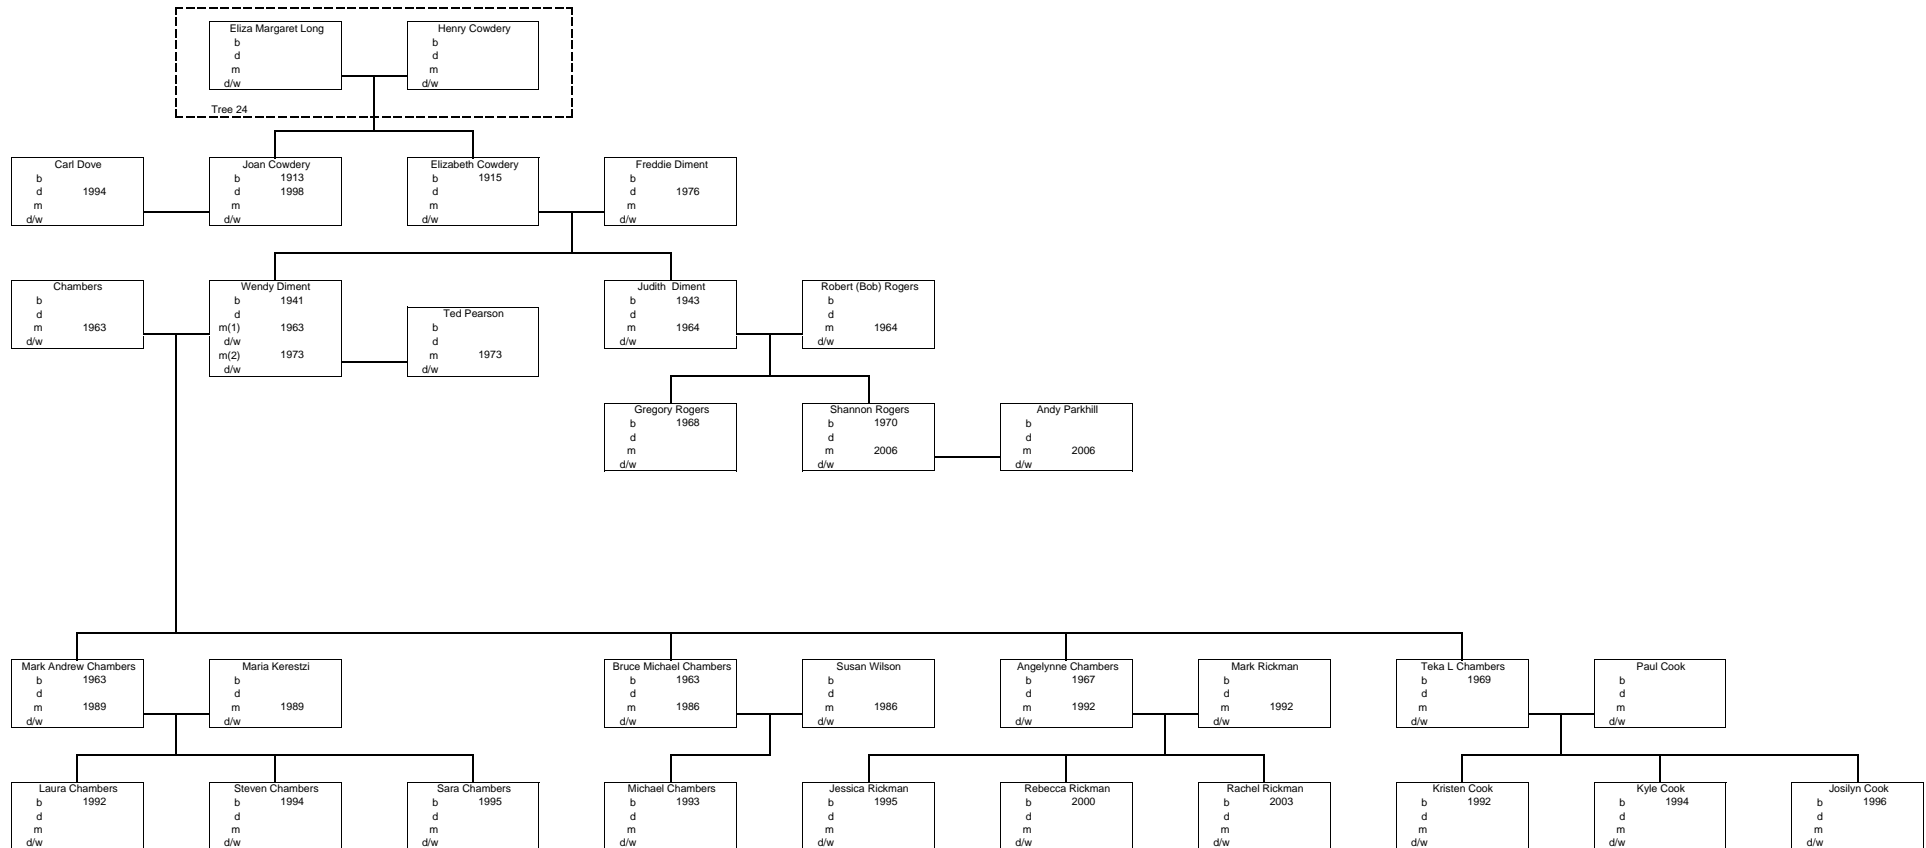 Eliza Margaret Long
b
d
m
d/w
Henry Cowdery
b
d
m
d/w
Tree 24
Carl Dove
b
d 1994
m
d/w
Joan Cowdery
b 1913
d 1998
m
d/w
Elizabeth Cowdery
b 1915
d
m
d/w
Freddie Diment
b
d 1976
m
d/w
Chambers
b
d
m 1963
d/w
Wendy Diment
b 1941
d
m(1) 1963
d/w
m(2) 1973
d/w
Ted Pearson
b
d
m 1973
d/w
Judith Diment
b 1943
d
m 1964
d/w
Robert (Bob) Rogers
b
d
m 1964
d/w
Gregory Rogers
b 1968
d
m
d/w
Shannon Rogers
b 1970
d
m 2006
d/w
Andy Parkhill
b
d
m 2006
d/w
Mark Andrew Chambers
b 1963
d
m 1989
d/w
Maria Kerestzi
b
d
m 1989
d/w
Bruce Michael Chambers
b 1963
d
m 1986
d/w
Susan Wilson
b
d
m 1986
d/w
Angelynne Chambers
b 1967
d
m 1992
d/w
Mark Rickman
b
d
m 1992
d/w
Teka L Chambers
b 1969
d
m
d/w
Paul Cook
b
d
m
d/w
Laura Chambers
b 1992
d
m
d/w
Steven Chambers
b 1994
d
m
d/w
Sara Chambers
b 1995
d
m
d/w
Michael Chambers
b 1993
d
m
d/w
Jessica Rickman
b 1995
d
m
d/w
Rebecca Rickman
b 2000
d
m
d/w
Rachel Rickman
b 2003
d
m
d/w
Kristen Cook
b 1992
d
m
d/w
Kyle Cook
b 1994
d
m
d/w
Josilyn Cook
b 1996
d
m
d/w